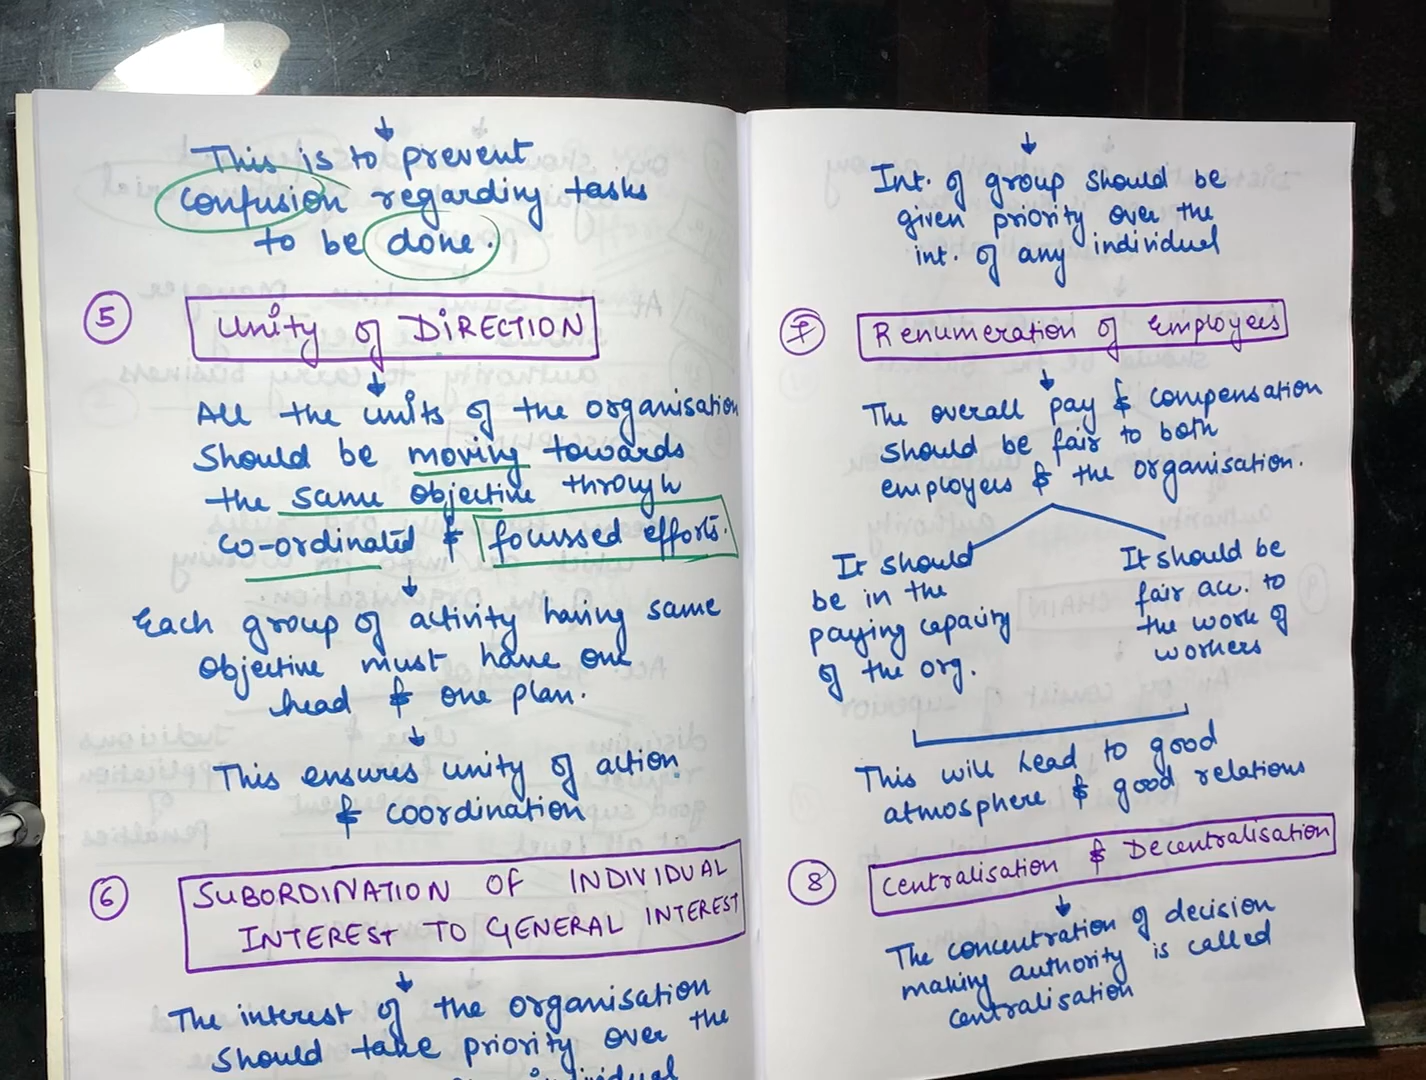 This is to prevent
confusion regarding tasks
to be done.
5
Unity of DIRECTION
All the units of the organisation
should be moving towards
the same objective through
co-ordinated & focussed efforts.
Each group of activity having same
objective must have one
head & one plan.
This ensures unity of action
& coordination
6
SUBORDINATION OF INDIVIDUAL
INTEREST TO GENERAL INTEREST
The interest of the organisation
should take priority over the
Int. of group should be
given priority over the
int. of any individual
7
Renumeration of Employees
The overall pay & compensation
should be fair to both
employees & the organisation.
It should
be in the
paying capacity
of the org.
It should be
fair acc. to
the work of
workers
This will lead to good
atmosphere & good relations
8
Centralisation & Decentralisation
The concentration of decision
making authority is called
centralisation